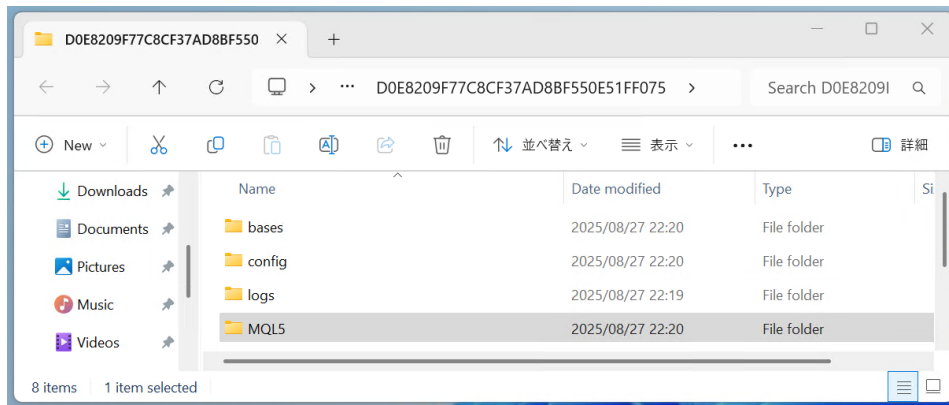 D0E8209F77C8CF37AD8BF550
D0E8209F77C8CF37AD8BF550E51FF075 Search D0E8209I
New 並べ替え 表示 詳細
Name Date modified Type Si
Downloads
Documents bases 2025/08/27 22:20 File folder
Pictures config 2025/08/27 22:20 File folder
Music logs 2025/08/27 22:19 File folder
Videos MQL5 2025/08/27 22:20 File folder
8 items 1 item selected